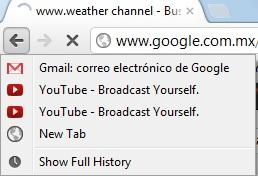 www.weather channel - Bus
www.google.com.mx/
Gmail: correo electrónico de Google
YouTube - Broadcast Yourself.
YouTube - Broadcast Yourself.
New Tab
Show Full History